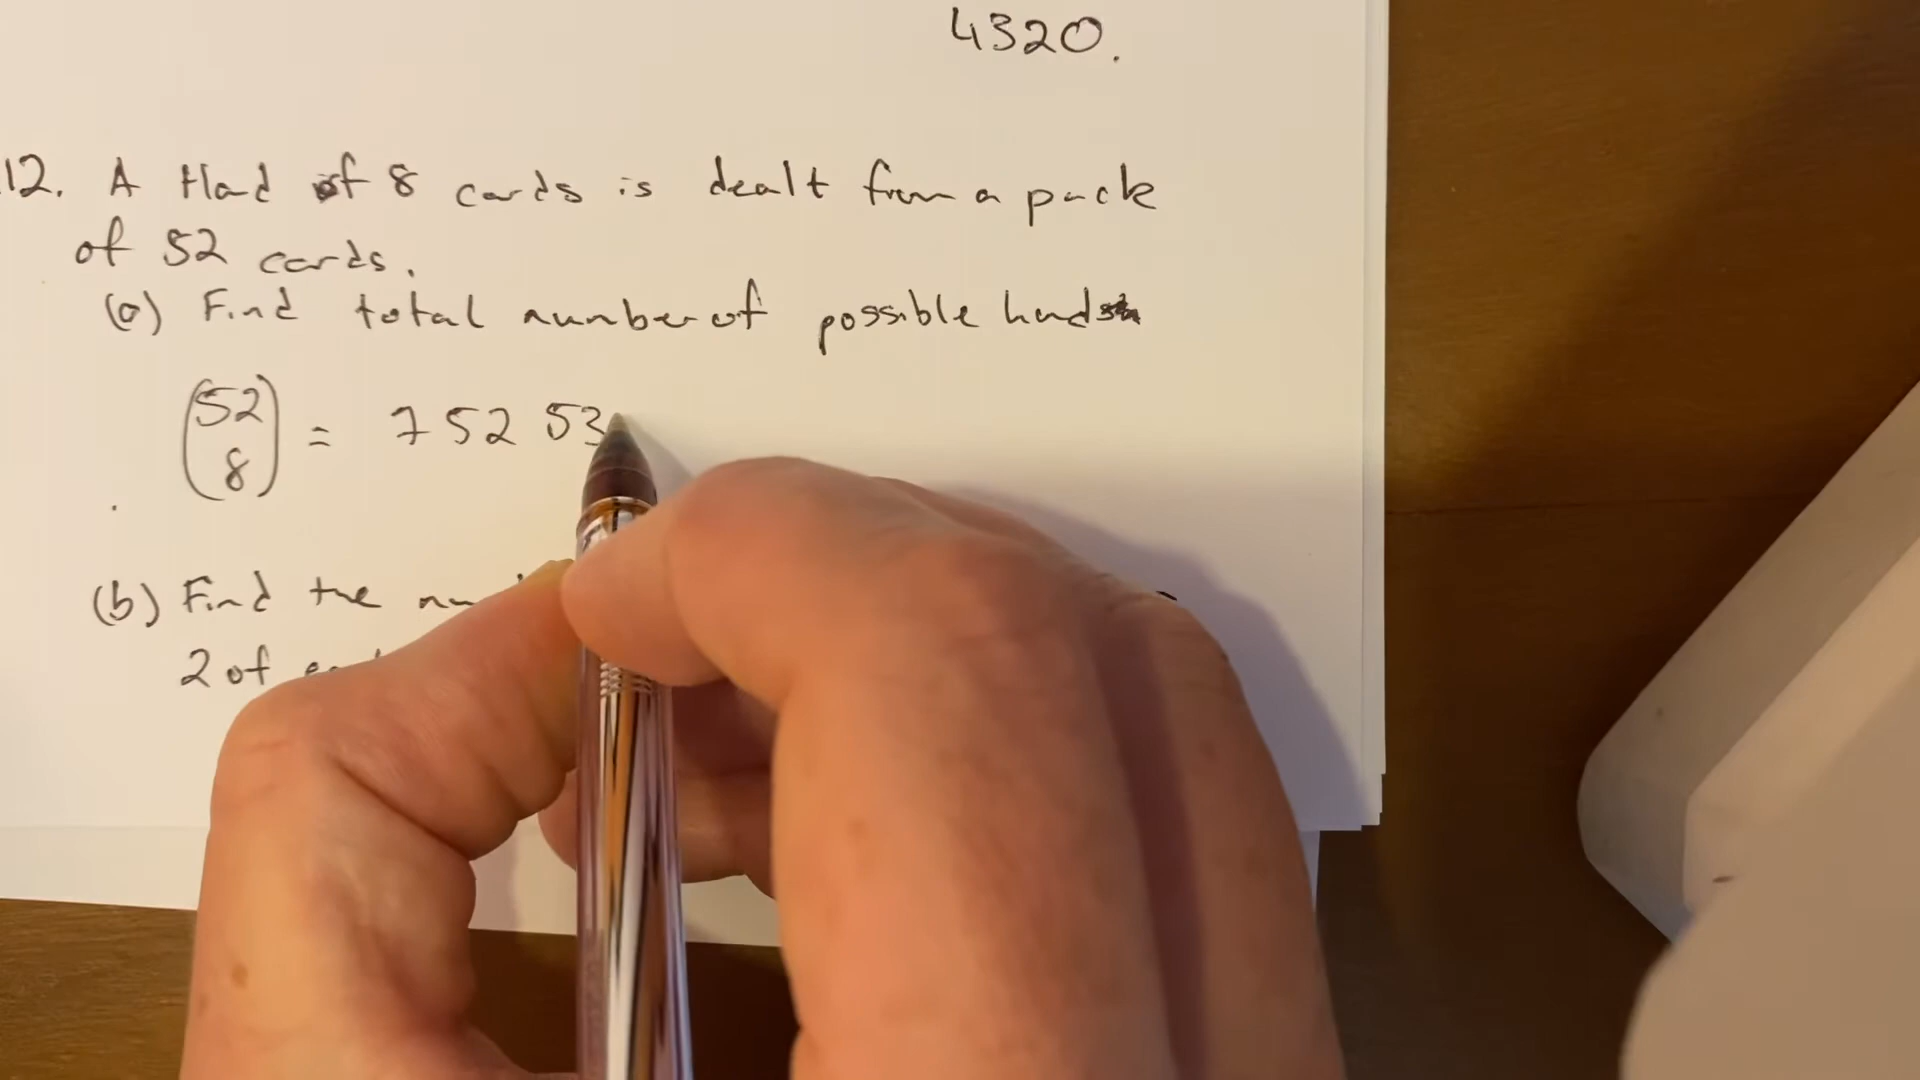 4320.
12. A Hand of 8 cards is dealt from a pack
of 52 cards.
(a) Find total number of possible hands
(52 8) = 752 53
(b) Find the
2 of